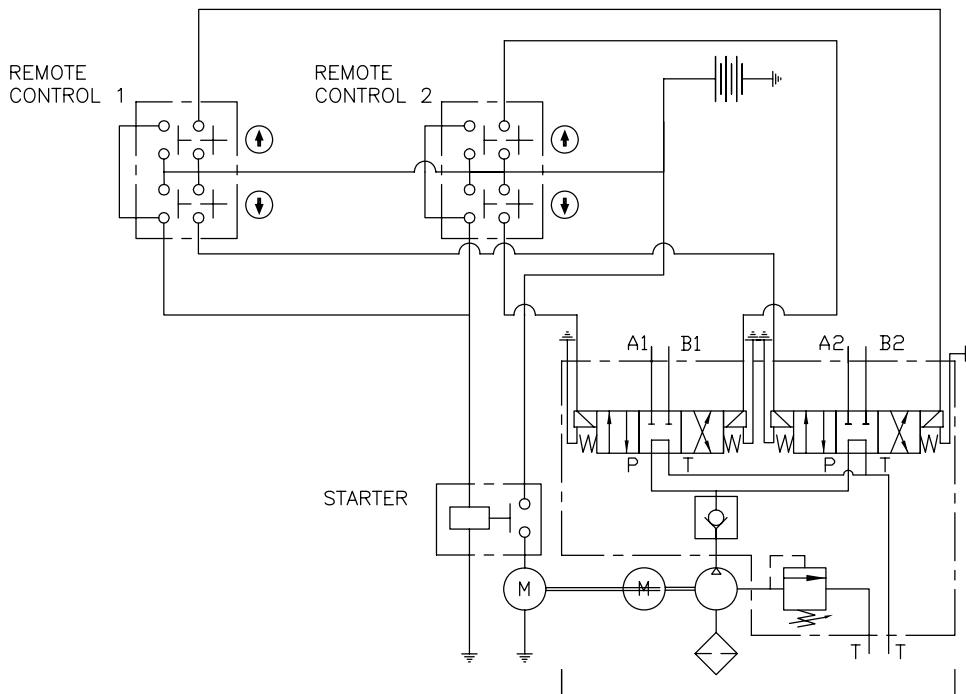 REMOTE
CONTROL 1
REMOTE
CONTROL 2
A1
B1
A2
B2
P
T
P
T
STARTER
M
M
T
T